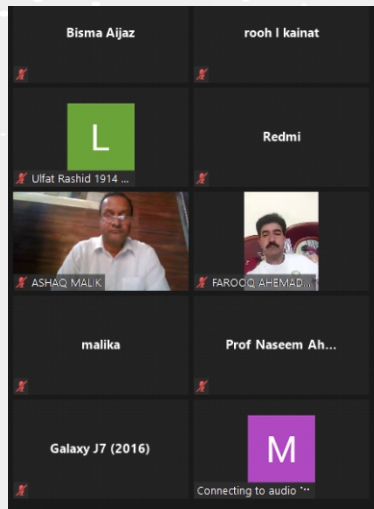 Bisma Aijaz
rooh l kainat
L
Ulfat Rashid 1914 ...
Redmi
ASHAQ MALIK
FAROOQ AHEMAD...
malika
Prof Naseem Ah...
Galaxy J7 (2016)
M
Connecting to audio ...